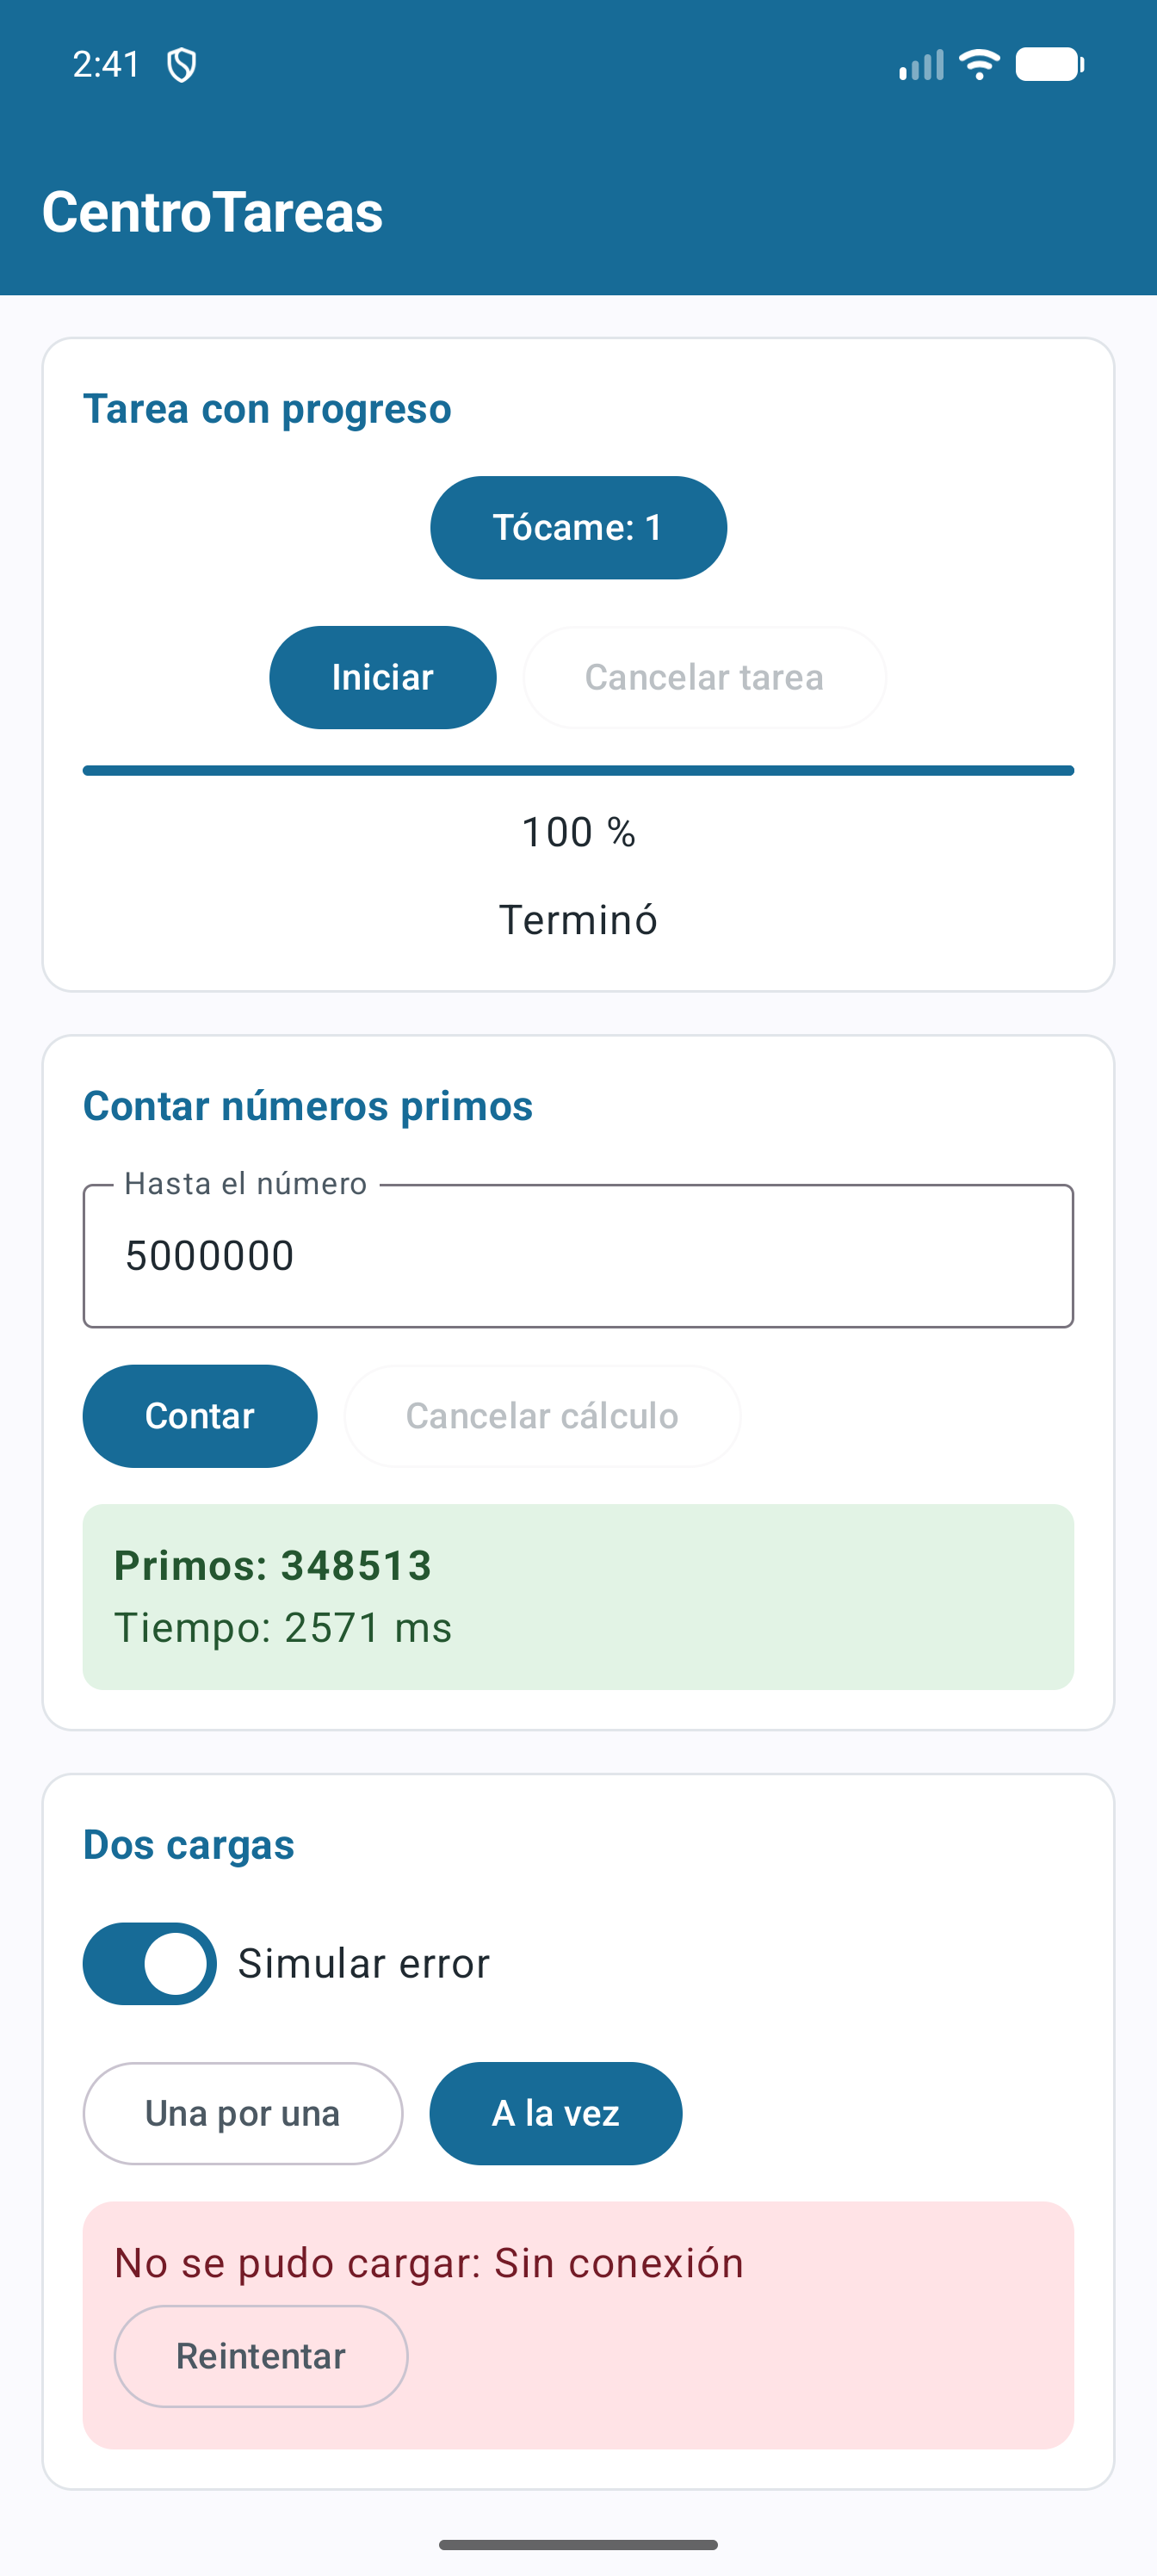 2:41
CentroTareas
Tarea con progreso
Tócame: 1
Iniciar
Cancelar tarea
100 %
Terminó
Contar números primos
Hasta el número
5000000
Contar
Cancelar cálculo
Primos: 348513
Tiempo: 2571 ms
Dos cargas
Simular error
Una por una
A la vez
No se pudo cargar: Sin conexión
Reintentar